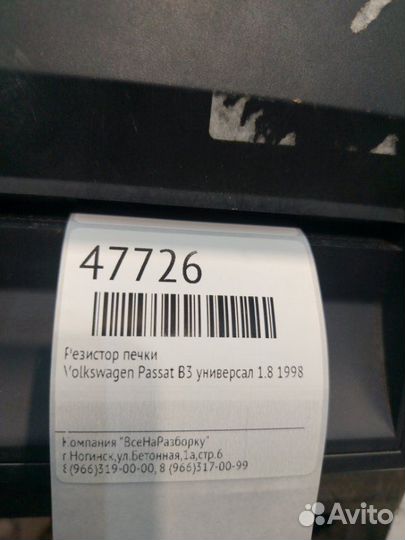 47726
Резистор печки
Volkswagen Passat B3 универсал 1.8 1998
Компания "ВсеНаРазборку"
г.Ногинск,ул.Бетонная,1а,стр.6
8(966)319-00-00, 8 (966)317-00-99
Avito